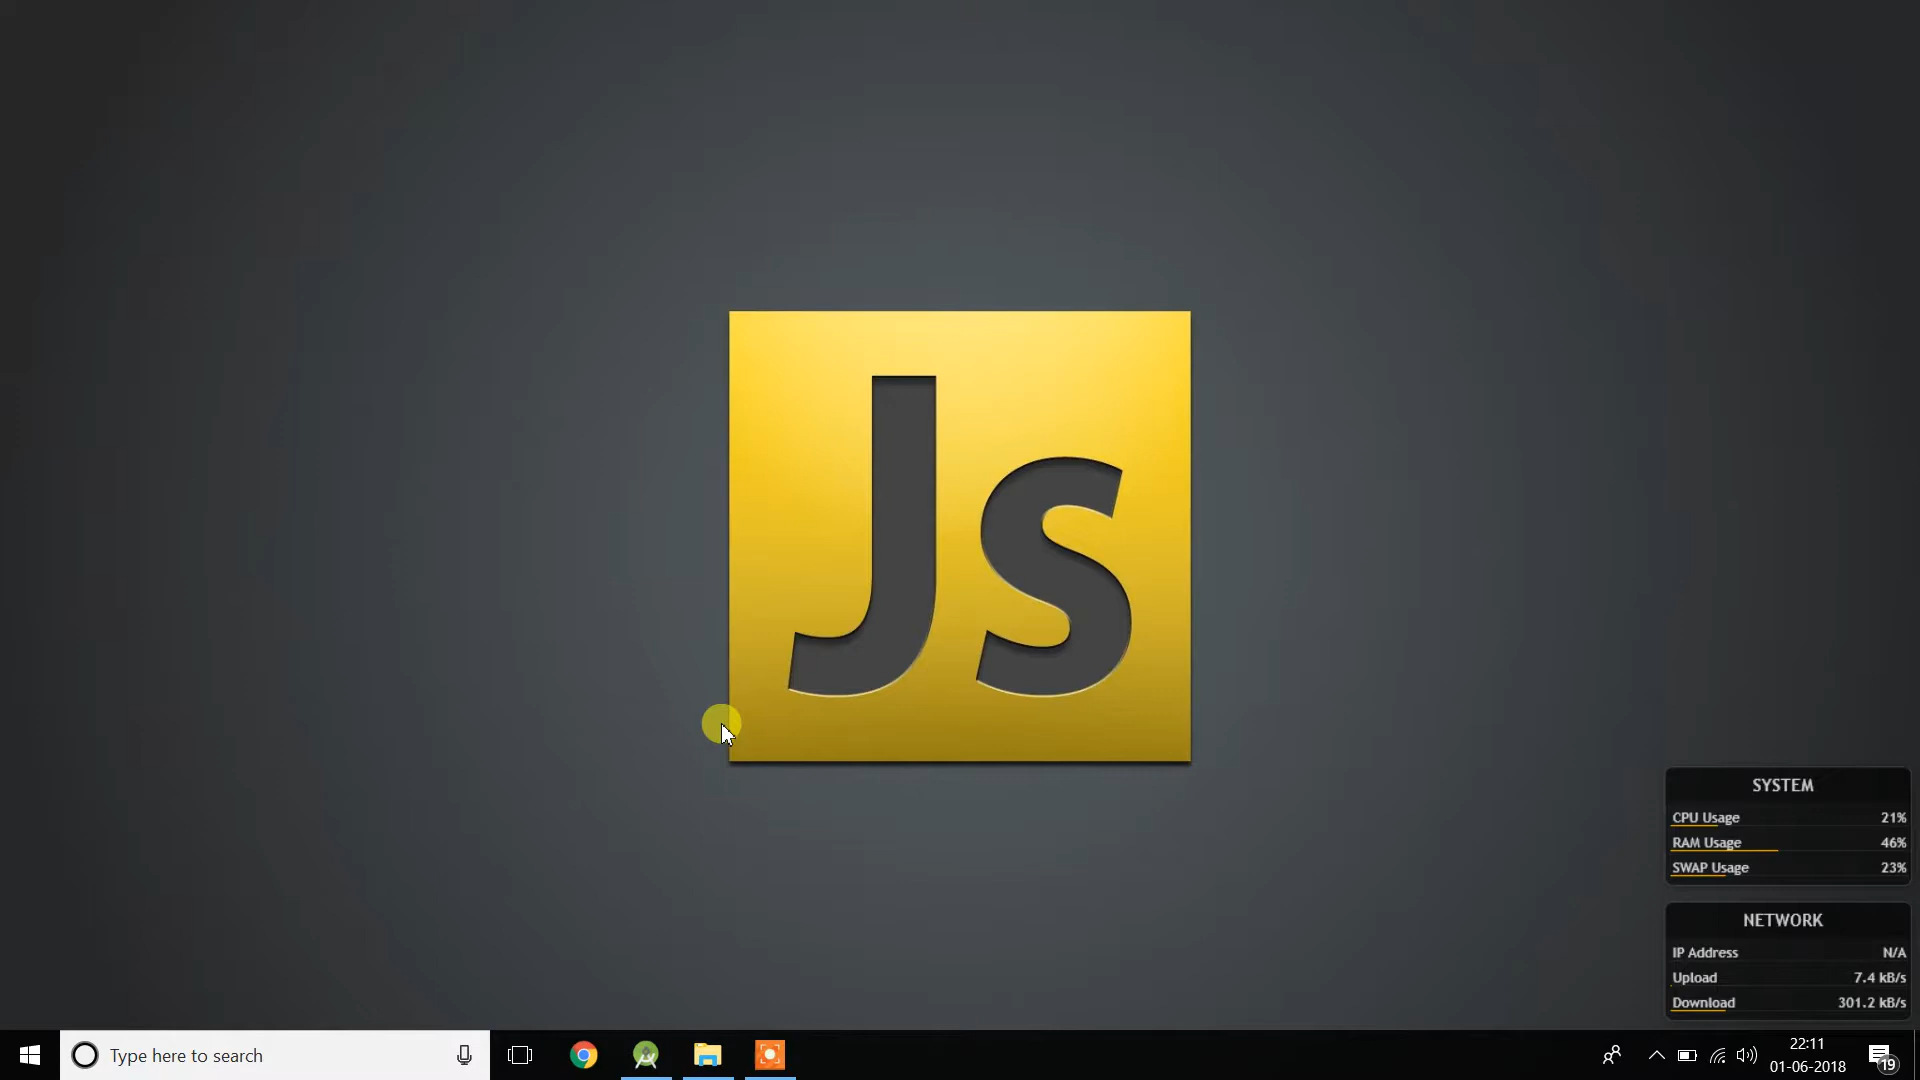 Js
SYSTEM
CPU Usage 21%
RAM Usage 46%
SWAP Usage 23%
NETWORK
IP Address N/A
Upload 7.4 kB/s
Download 301.2 kB/s
Type here to search
22:11
01-06-2018
19